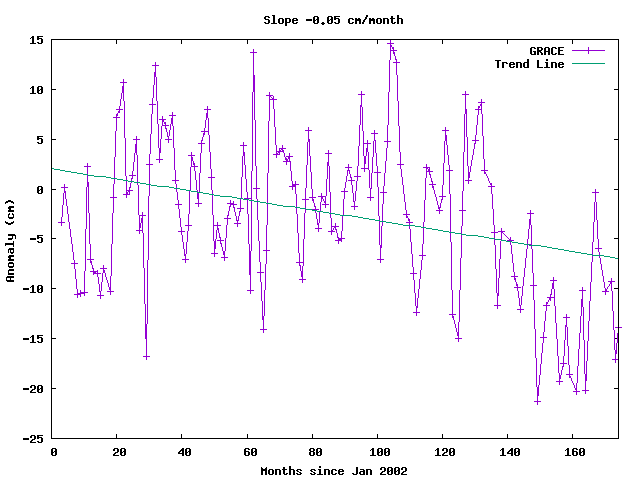 Slope -0.05 cm/month
15
10
5
0
-5
-10
-15
-20
-25
Anomaly (cm)
GRACE
Trend Line
0 20 40 60 80 100 120 140 160
Months since Jan 2002